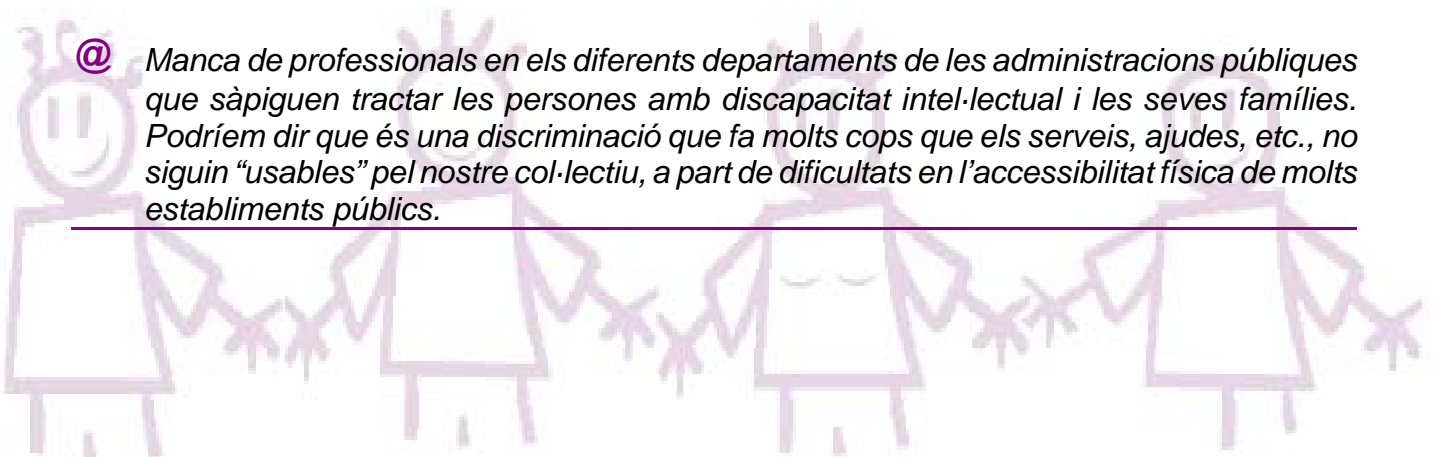 @ Manca de professionals en els diferents departaments de les administracions públiques
que sàpiguen tractar les persones amb discapacitat intel·lectual i les seves famílies.
Podríem dir que és una discriminació que fa molts cops que els serveis, ajudes, etc., no
siguin “usables” pel nostre col·lectiu, a part de dificultats en l’accessibilitat física de molts
establiments públics.